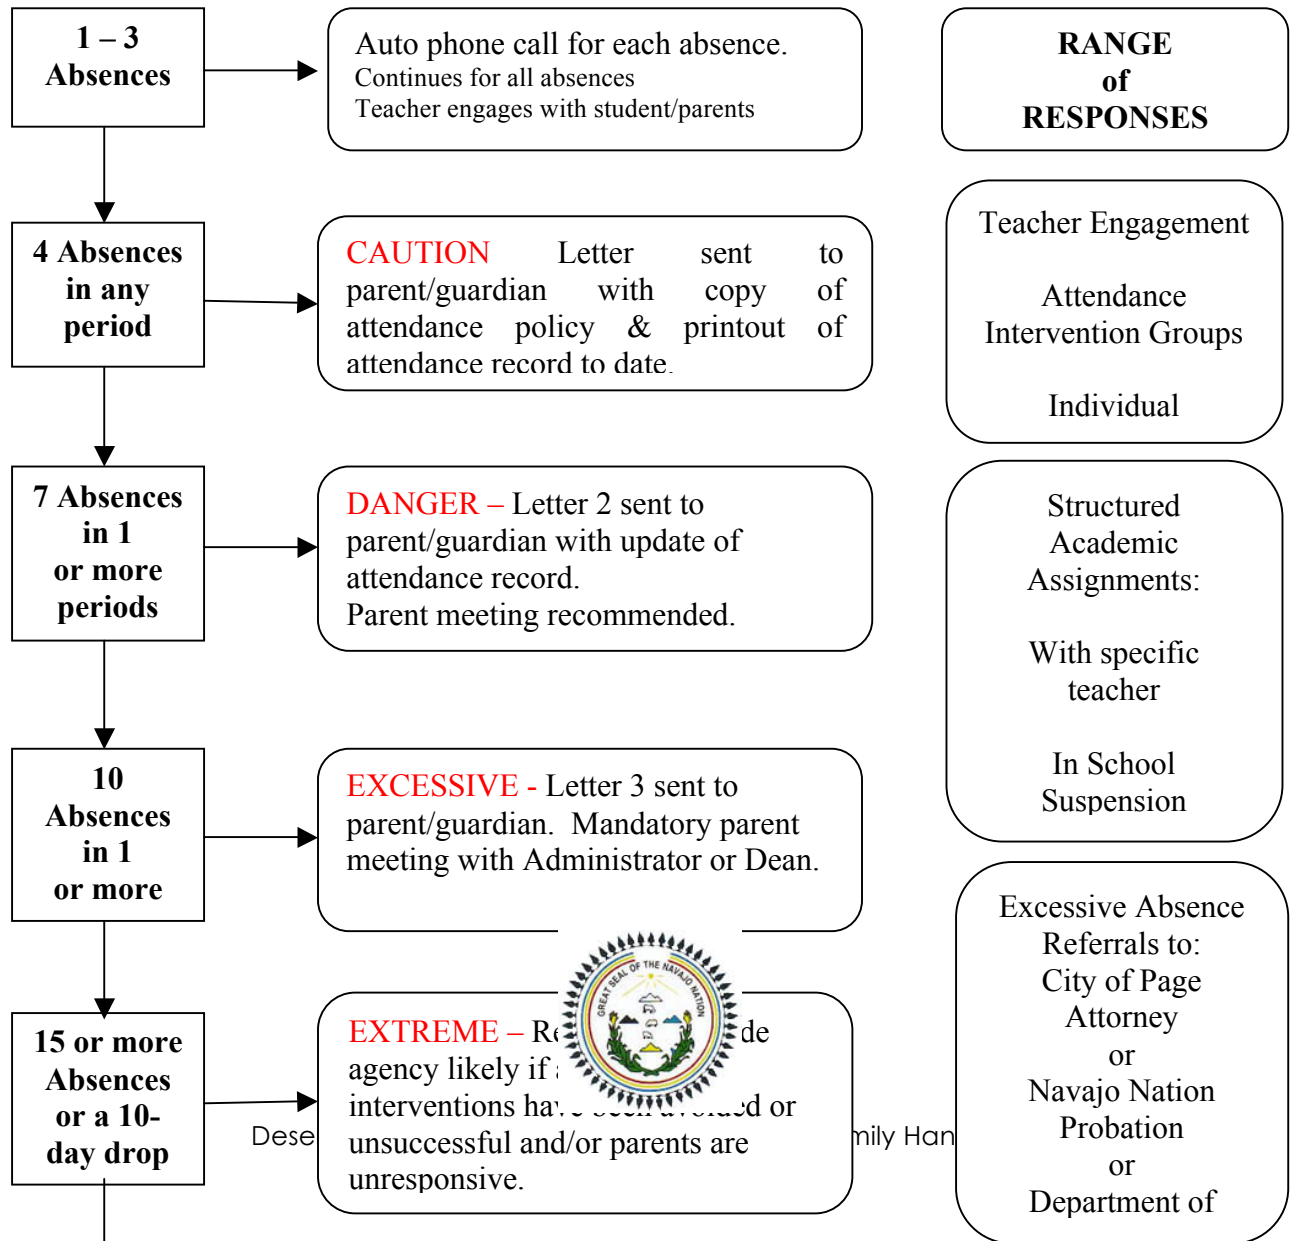 1 – 3
Absences
Auto phone call for each absence.
Continues for all absences
Teacher engages with student/parents
4 Absences
in any
period
CAUTION Letter sent to
parent/guardian with copy of
attendance policy & printout of
attendance record to date.
7 Absences
in 1
or more
periods
DANGER – Letter 2 sent to
parent/guardian with update of
attendance record.
Parent meeting recommended.
10
Absences
in 1
or more
EXCESSIVE - Letter 3 sent to
parent/guardian. Mandatory parent
meeting with Administrator or Dean.
15 or more
Absences
or a 10-
day drop
EXTREME –
agency likely if
interventions have been avoided or
unsuccessful and/or parents are
unresponsive.
GREAT SEAL OF THE NAVAJO NATION
RANGE
of
RESPONSES
Teacher Engagement
Attendance
Intervention Groups
Individual
Structured
Academic
Assignments:
With specific
teacher
In School
Suspension
Excessive Absence
Referrals to:
City of Page
Attorney
or
Navajo Nation
Probation
or
Department of